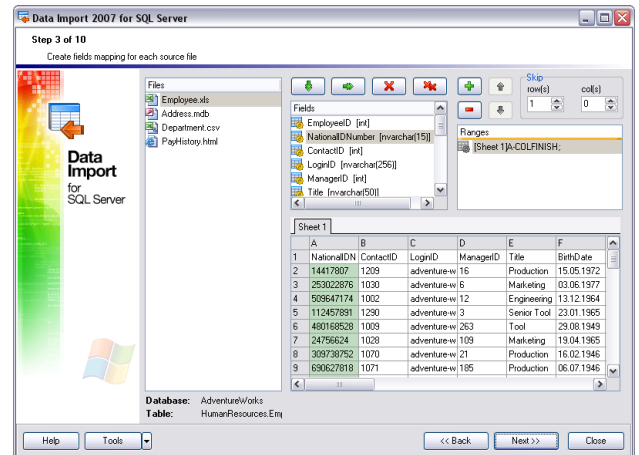 Data Import 2007 for SQL Server
Step 3 of 10
Create fields mapping for each source file
Data
Import
for
SQL Server
Files
Employee.xls
Address.mdb
Department.csv
PayHistory.html
Fields
EmployeeID [int]
NationalIDNumber [nvarchar(15)]
ContactID [int]
LoginID [nvarchar(256)]
ManagerID [int]
Title [nvarchar(50)]
Skip
row(s) col(s)
1 0
Ranges
[Sheet 1]A-COLFINISH;
Sheet 1
A B C D E F
1 NationalIDN ContactID LoginID ManagerID Title BirthDate
2 14417807 1209 adventure-w 16 Production 15.05.1972
3 253022876 1030 adventure-w 6 Marketing 03.06.1977
4 509647174 1002 adventure-w 12 Engineering 13.12.1964
5 112457891 1290 adventure-w 3 Senior Tool 23.01.1965
6 480168528 1009 adventure-w 263 Tool 29.08.1949
7 24756624 1028 adventure-w 109 Marketing 19.04.1965
8 309738752 1070 adventure-w 21 Production 16.02.1946
9 690627818 1071 adventure-w 185 Production 06.07.1946
Database: AdventureWorks
Table: HumanResources.Emp
Help Tools << Back Next >> Close